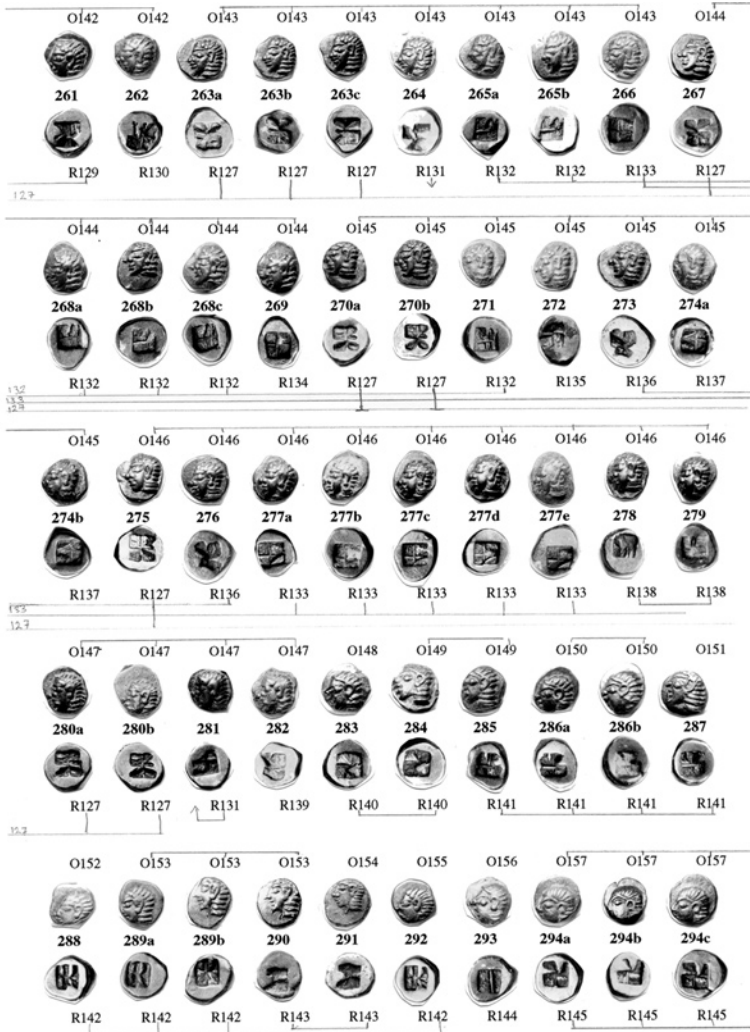 O142 O142 O143 O143 O143 O143 O143 O143 O143 O144
261 262 263a 263b 263c 264 265a 265b 266 267
R129 R130 R127 R127 R127 R131 R132 R132 R133 R127
127
O144 O144 O144 O144 O145 O145 O145 O145 O145 O145
268a 268b 268c 269 270a 270b 271 272 273 274a
R132 R132 R132 R134 R127 R127 R132 R135 R136 R137
132
133
127
O145 O146 O146 O146 O146 O146 O146 O146 O146 O146
274b 275 276 277a 277b 277c 277d 277e 278 279
R137 R127 R136 R133 R133 R133 R133 R133 R138 R138
133
127
O147 O147 O147 O147 O148 O149 O149 O150 O150 O151
280a 280b 281 282 283 284 285 286a 286b 287
R127 R127 R131 R139 R140 R140 R141 R141 R141 R141
127
O152 O153 O153 O153 O154 O155 O156 O157 O157 O157
288 289a 289b 290 291 292 293 294a 294b 294c
R142 R142 R142 R143 R143 R142 R144 R145 R145 R145